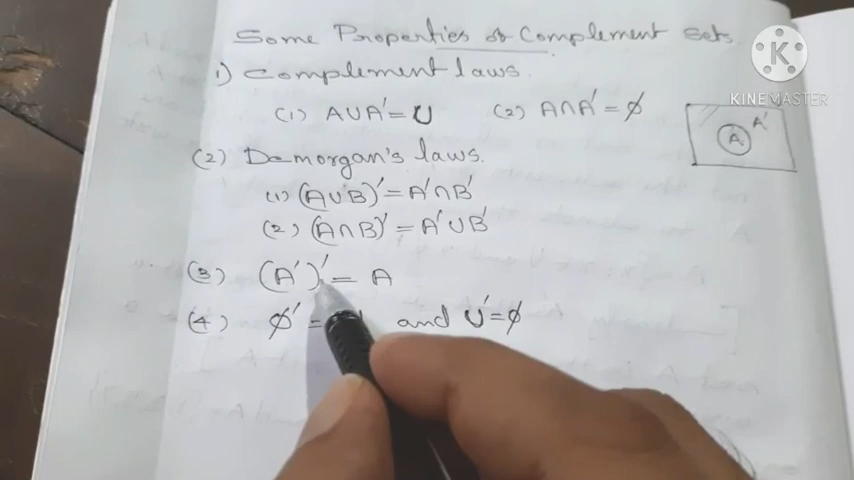 Some Properties of Complement Sets
KINEMASTER
1) Complement laws.
(1) A∪A′=U (2) A∩A′=ϕ
A A′
(2) Demorgan's laws.
(1) (A∪B)′=A′∩B′
(2) (A∩B)′=A′∪B′
(3) (A′)′=A
(4) ϕ′= and U′=ϕ